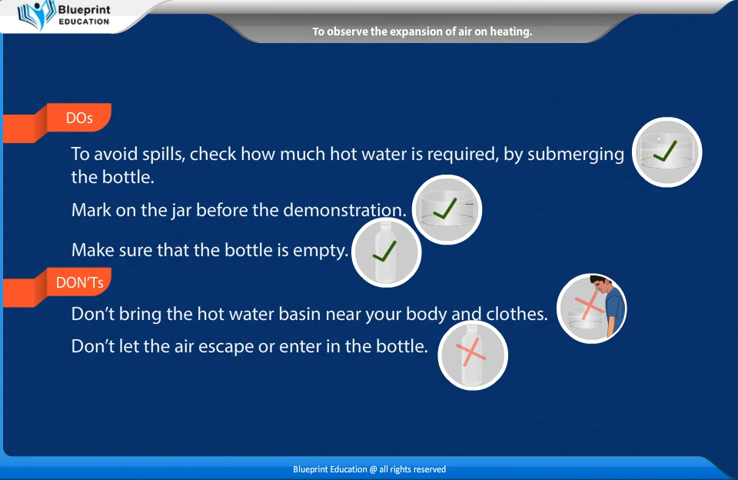 Blueprint
EDUCATION
To observe the expansion of air on heating.
DOs
To avoid spills, check how much hot water is required, by submerging
the bottle.
Mark on the jar before the demonstration.
Make sure that the bottle is empty.
DON'Ts
Don't bring the hot water basin near your body and clothes.
Don't let the air escape or enter in the bottle.
Blueprint Education @ all rights reserved